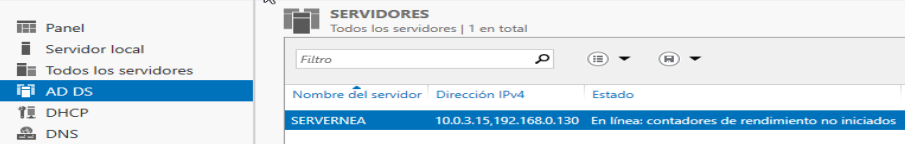 Panel
Servidor local
Todos los servidores
AD DS
DHCP
DNS
SERVIDORES
Todos los servidores | 1 en total
Filtro
Nombre del servidor Dirección IPv4 Estado
SERVERNEA 10.0.3.15,192.168.0.130 En línea: contadores de rendimiento no iniciados